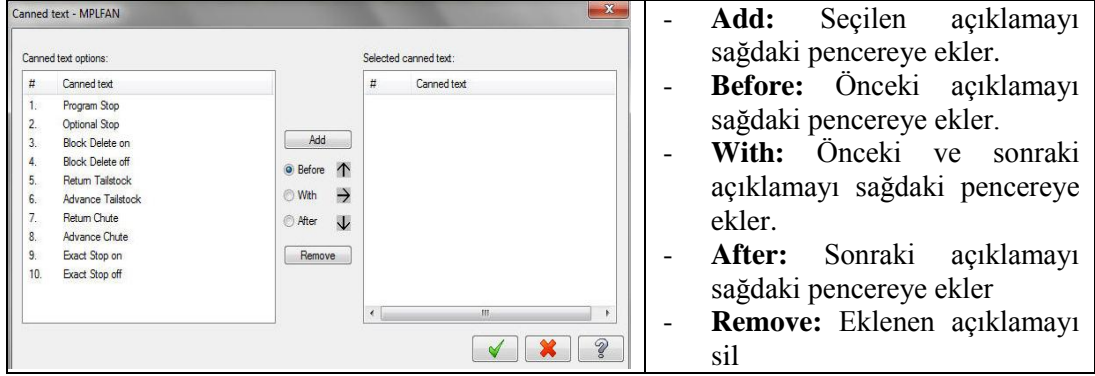 Canned text - MPLFAN
Canned text options:
# Canned text
1. Program Stop
2. Optional Stop
3. Block Delete on
4. Block Delete off
5. Return Tailstock
6. Advance Tailstock
7. Return Chute
8. Advance Chute
9. Exact Stop on
10. Exact Stop off
Add
Before
With
After
Remove
Selected canned text:
# Canned text
- Add: Seçilen açıklamayı
sağdaki pencereye ekler.
- Before: Önceki açıklamayı
sağdaki pencereye ekler.
- With: Önceki ve sonraki
açıklamayı sağdaki pencereye
ekler.
- After: Sonraki açıklamayı
sağdaki pencereye ekler
- Remove: Eklenen açıklamayı
sil